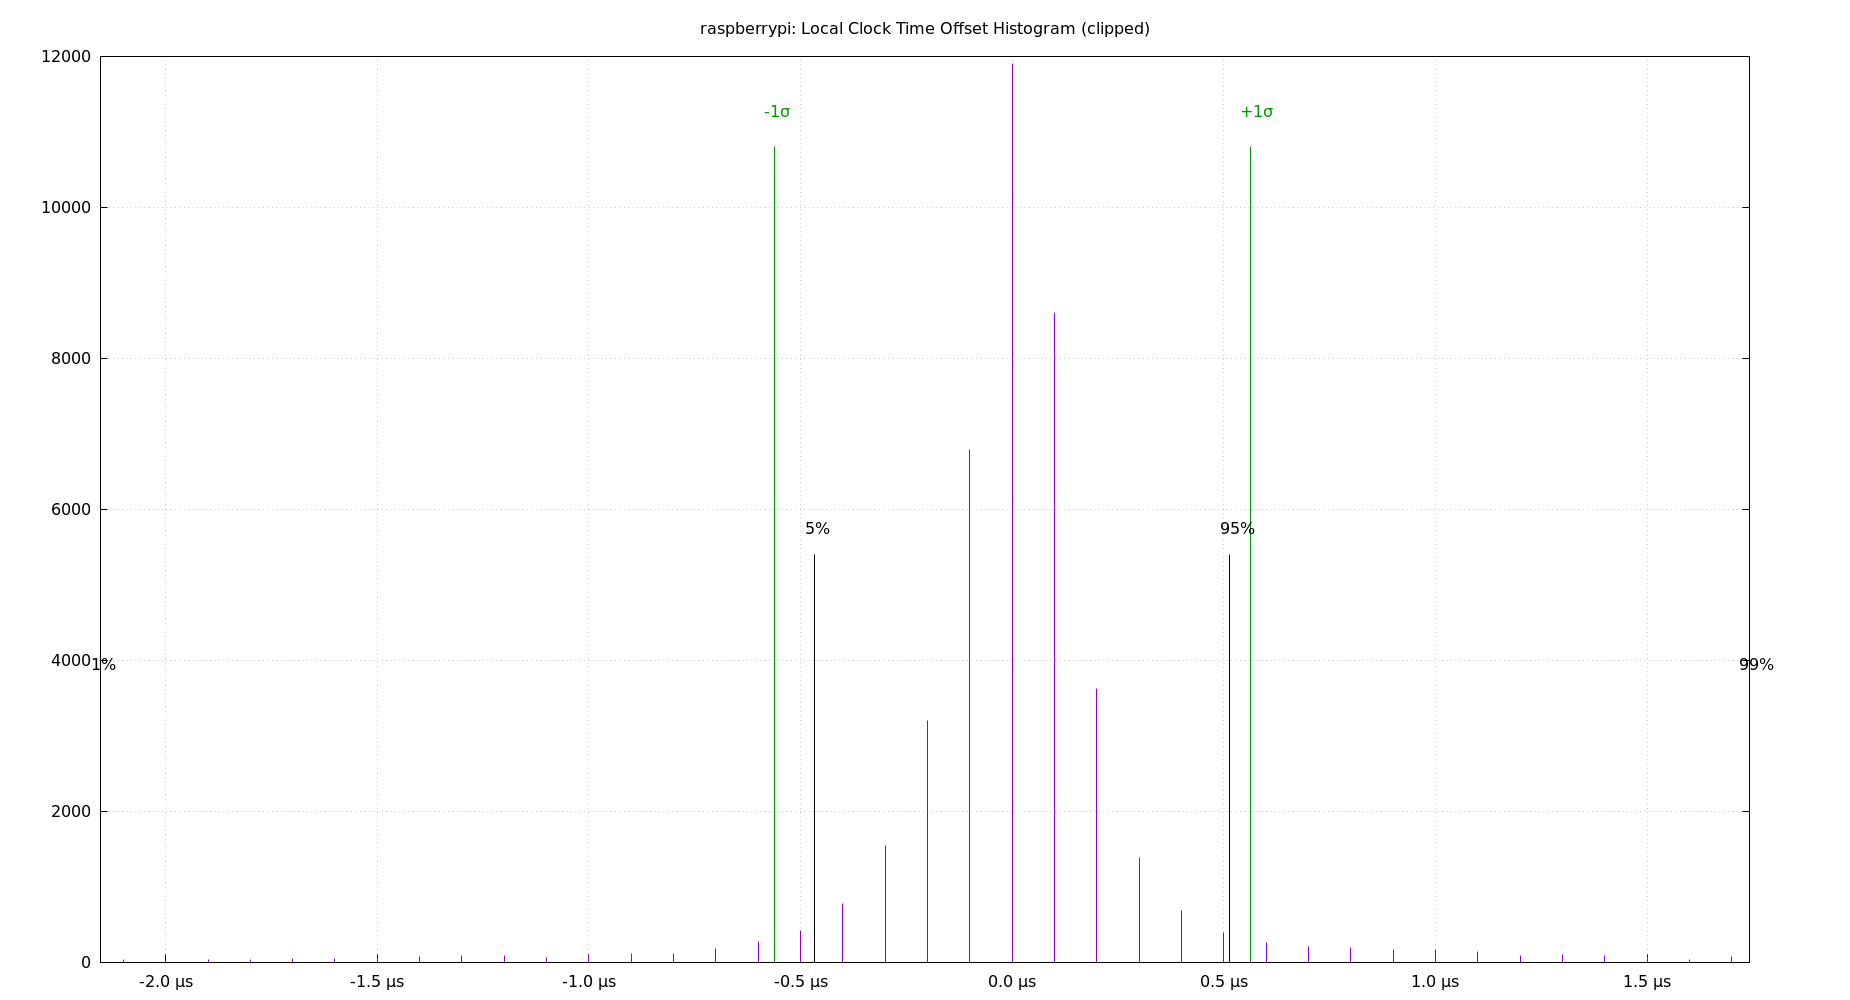 raspberrypi: Local Clock Time Offset Histogram (clipped)
12000
-1σ
+1σ
10000
8000
6000
5%
95%
4000
1%
99%
2000
0
-2.0 µs
-1.5 µs
-1.0 µs
-0.5 µs
0.0 µs
0.5 µs
1.0 µs
1.5 µs